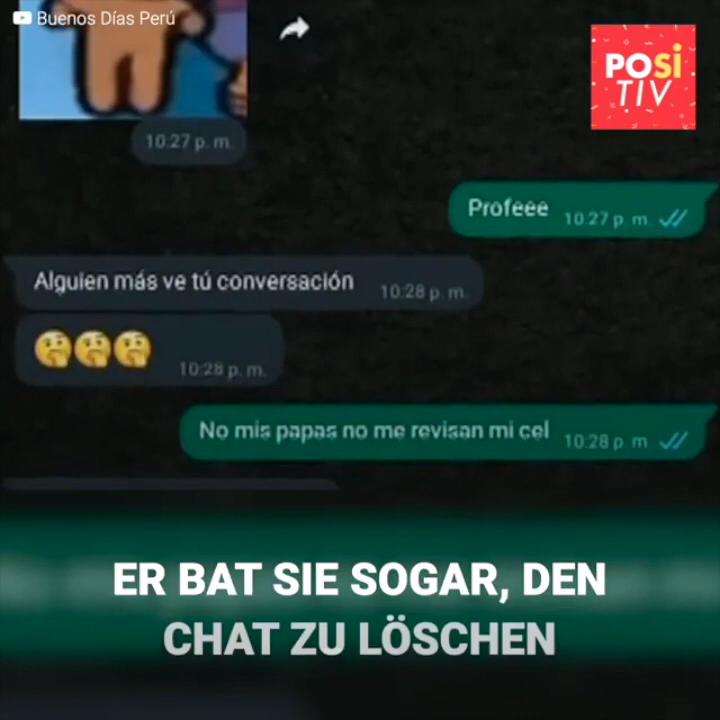 Buenos Días Perú
POSi
TIV
10:27 p. m.
Profeee 10:27 p. m.
Alguien más ve tú conversación 10:28 p. m.
🤔🤔🤔 10:28 p. m.
No mis papas no me revisan mi cel 10:28 p. m
ER BAT SIE SOGAR, DEN
CHAT ZU LÖSCHEN